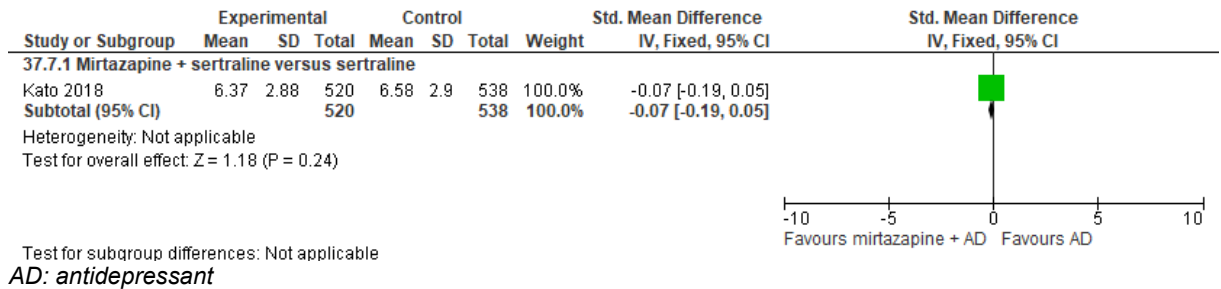 Experimental Control Std. Mean Difference Std. Mean Difference
Study or Subgroup Mean SD Total Mean SD Total Weight IV, Fixed, 95% CI IV, Fixed, 95% CI
37.7.1 Mirtazapine + sertraline versus sertraline
Kato 2018 6.37 2.88 520 6.58 2.9 538 100.0% -0.07 [-0.19, 0.05]
Subtotal (95% CI) 520 538 100.0% -0.07 [-0.19, 0.05]
Heterogeneity: Not applicable
Test for overall effect: Z = 1.18 (P = 0.24)
-10 -5 0 5 10
Favours mirtazapine + AD Favours AD
Test for subgroup differences: Not applicable
AD: antidepressant